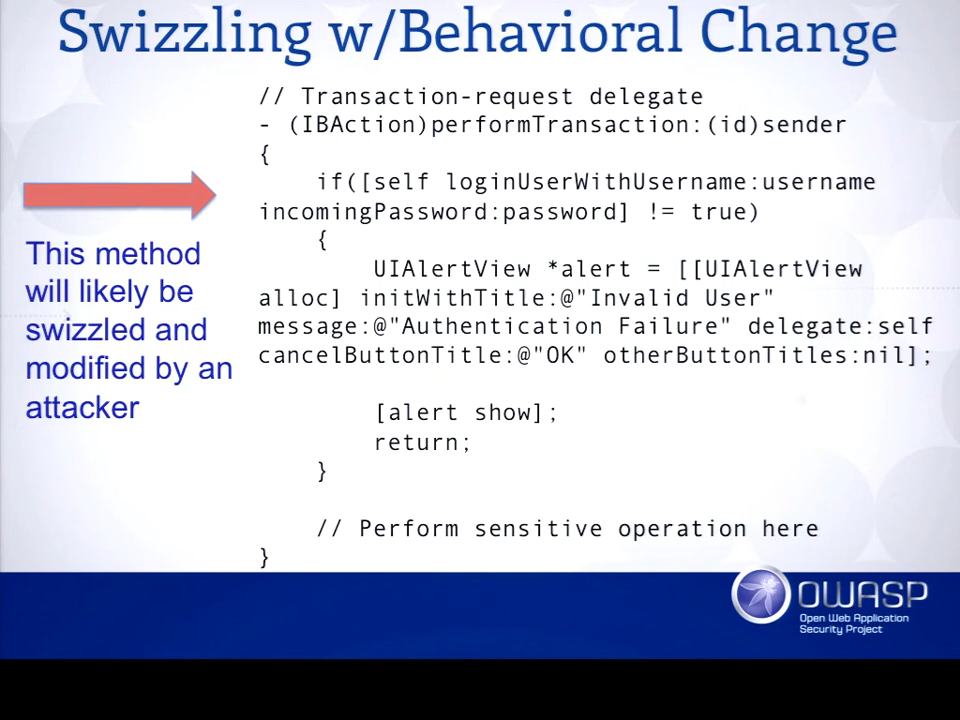 Swizzling w/Behavioral Change
// Transaction-request delegate
- (IBAction)performTransaction:(id)sender
{
if([self loginUserWithUsername:username
incomingPassword:password] != true)
{
UIAlertView *alert = [[UIAlertView
alloc] initWithTitle:@"Invalid User"
message:@"Authentication Failure" delegate:self
cancelButtonTitle:@"OK" otherButtonTitles:nil];
[alert show];
return;
}
// Perform sensitive operation here
}
This method
will likely be
swizzled and
modified by an
attacker
OWASP
Open Web Application
Security Project